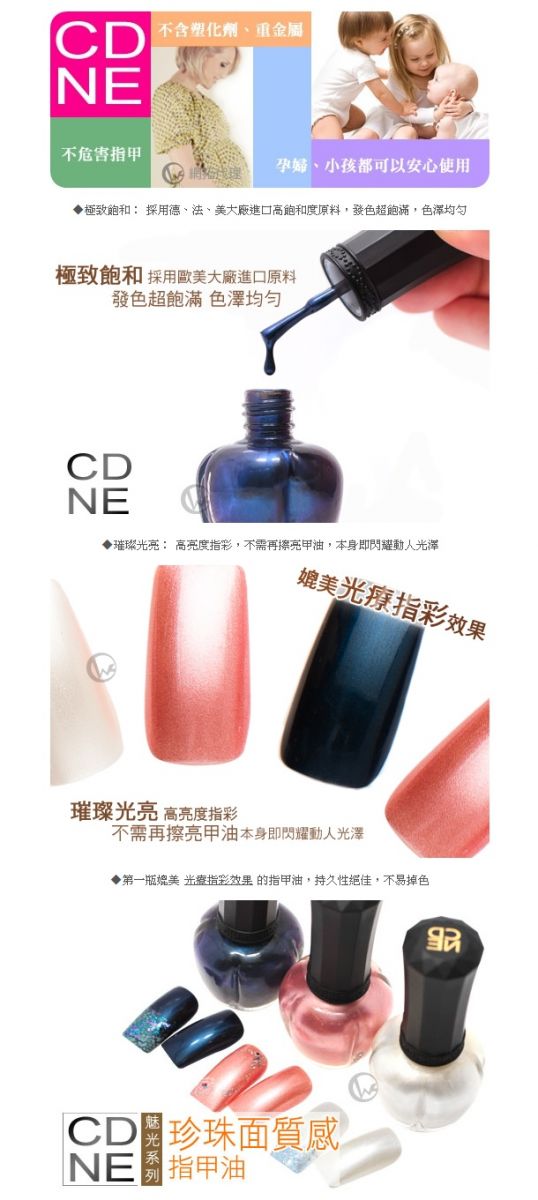 CD
NE
不含塑化劑、重金屬
不危害指甲
網拓代理
孕婦、小孩都可以安心使用
◆極致飽和： 採用德、法、美大廠進口高飽和度原料，發色超飽滿，色澤均勻
極致飽和 採用歐美大廠進口原料
發色超飽滿 色澤均勻
CD
NE
◆璀璨光亮： 高亮度指彩，不需再擦亮甲油，本身即閃耀動人光澤
媲美光療指彩效果
璀璨光亮 高亮度指彩
不需再擦亮甲油本身即閃耀動人光澤
◆第一瓶媲美 光療指彩效果 的指甲油，持久性絕佳，不易掉色
CD
NE
CD
NE
魅光系列
珍珠面質感
指甲油